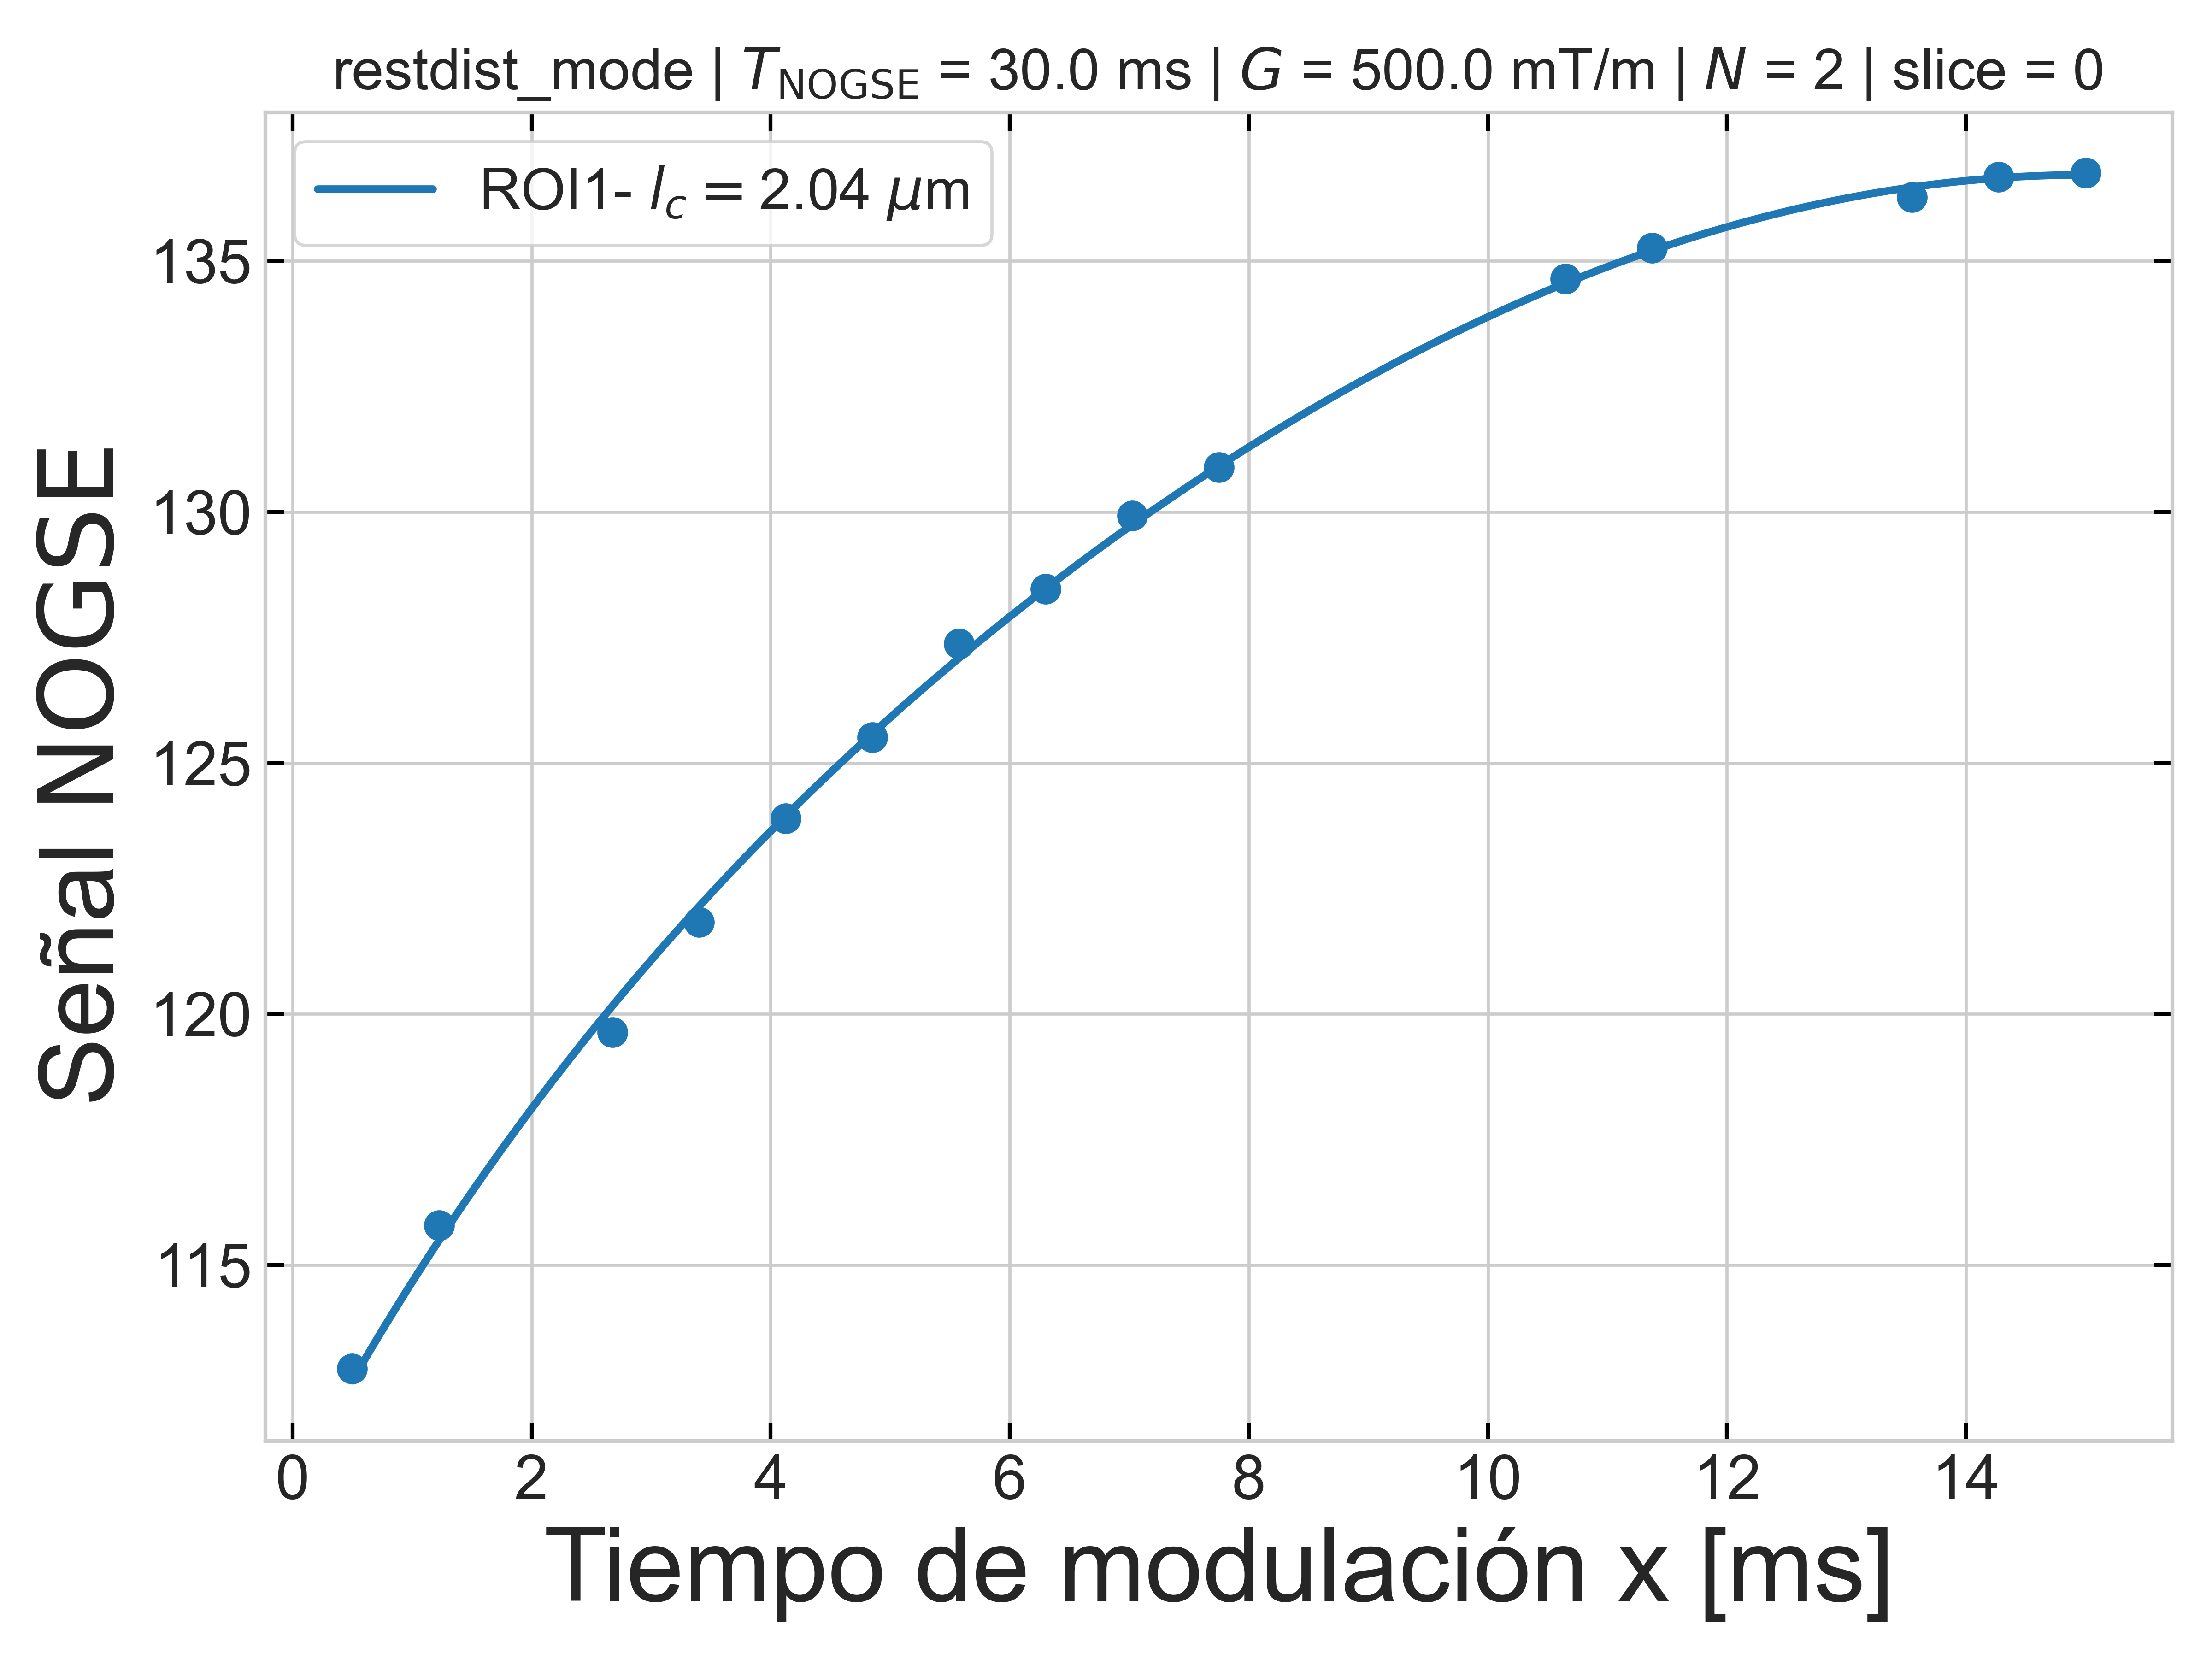 restdist_mode | T_NOGSE = 30.0 ms | G = 500.0 mT/m | N = 2 | slice = 0
ROI1- l_c = 2.04 μm
Señal NOGSE
135
130
125
120
115
0 2 4 6 8 10 12 14
Tiempo de modulación x [ms]